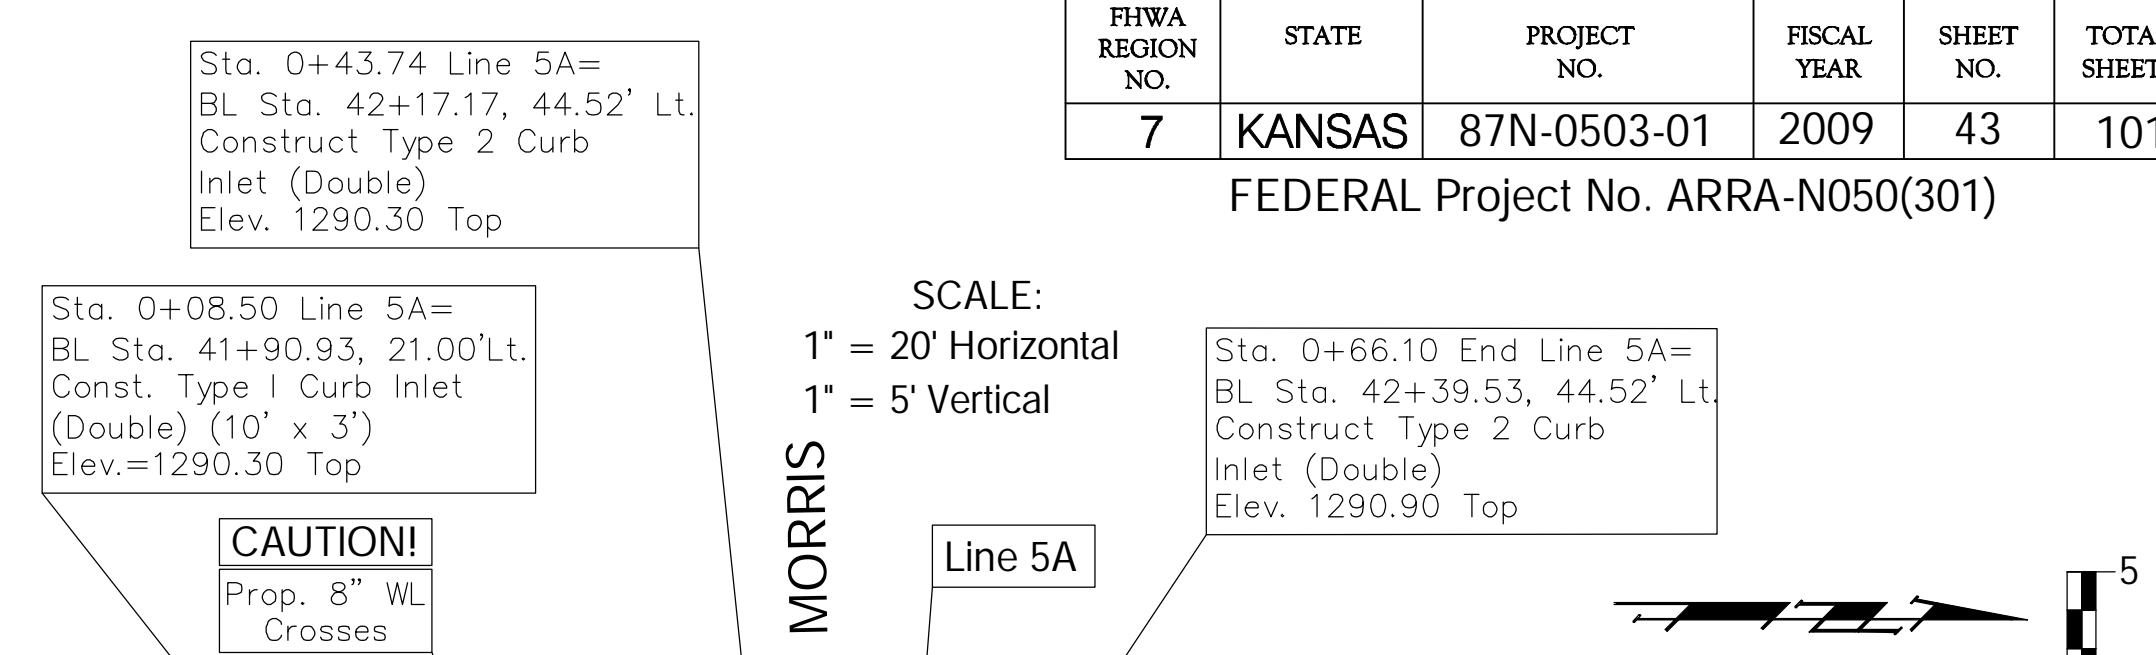 FHWA REGION NO.
STATE
PROJECT NO.
FISCAL YEAR
SHEET NO.
TOTA
SHEET
7 KANSAS 87N-0503-01 2009 43 101
FEDERAL Project No. ARRA-N050(301)
Sta. 0+43.74 Line 5A=
BL Sta. 42+17.17, 44.52' Lt.
Construct Type 2 Curb
Inlet (Double)
Elev. 1290.30 Top
Sta. 0+08.50 Line 5A=
BL Sta. 41+90.93, 21.00'Lt.
Const. Type I Curb Inlet
(Double) (10' x 3')
Elev.=1290.30 Top
CAUTION!
Prop. 8" WL
Crosses
SCALE:
1" = 20' Horizontal
1" = 5' Vertical
MORRIS
Line 5A
Sta. 0+66.10 End Line 5A=
BL Sta. 42+39.53, 44.52' Lt.
Construct Type 2 Curb
Inlet (Double)
Elev. 1290.90 Top
5